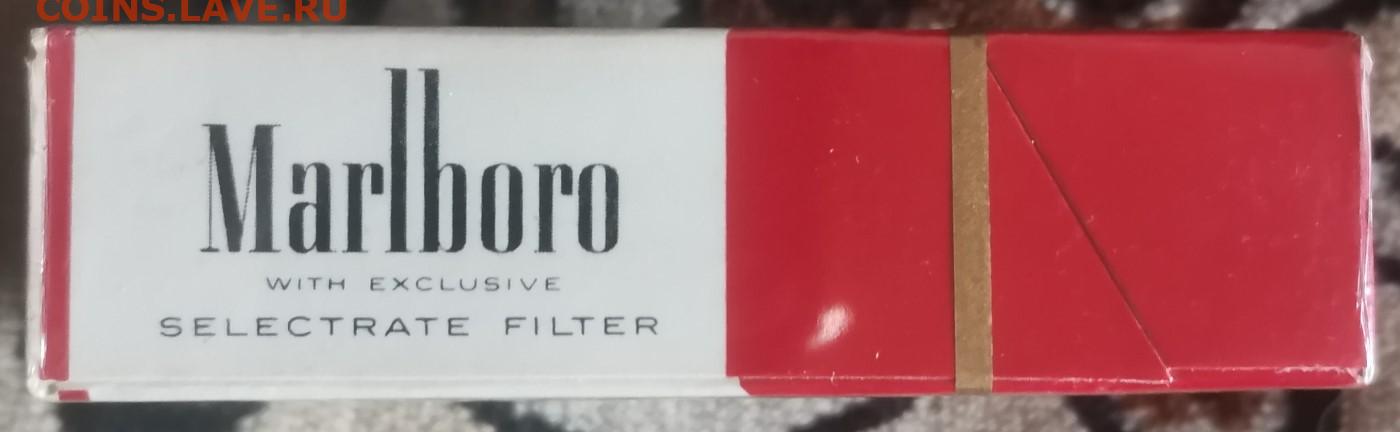 COINS.LAVE.RU
Marlboro
WITH EXCLUSIVE
SELECTRATE FILTER